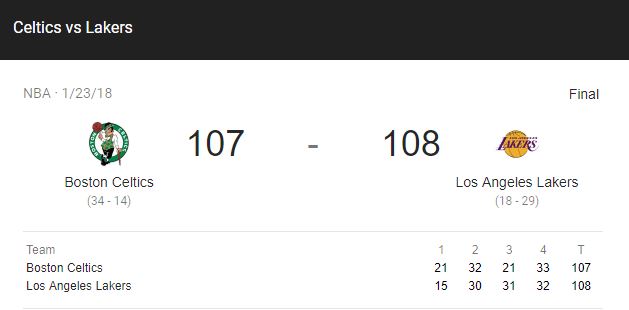 Celtics vs Lakers
NBA · 1/23/18 Final
107 - 108
LOS ANGELES
LAKERS
Boston Celtics Los Angeles Lakers
(34 - 14) (18 - 29)
Team 1 2 3 4 T
Boston Celtics 21 32 21 33 107
Los Angeles Lakers 15 30 31 32 108